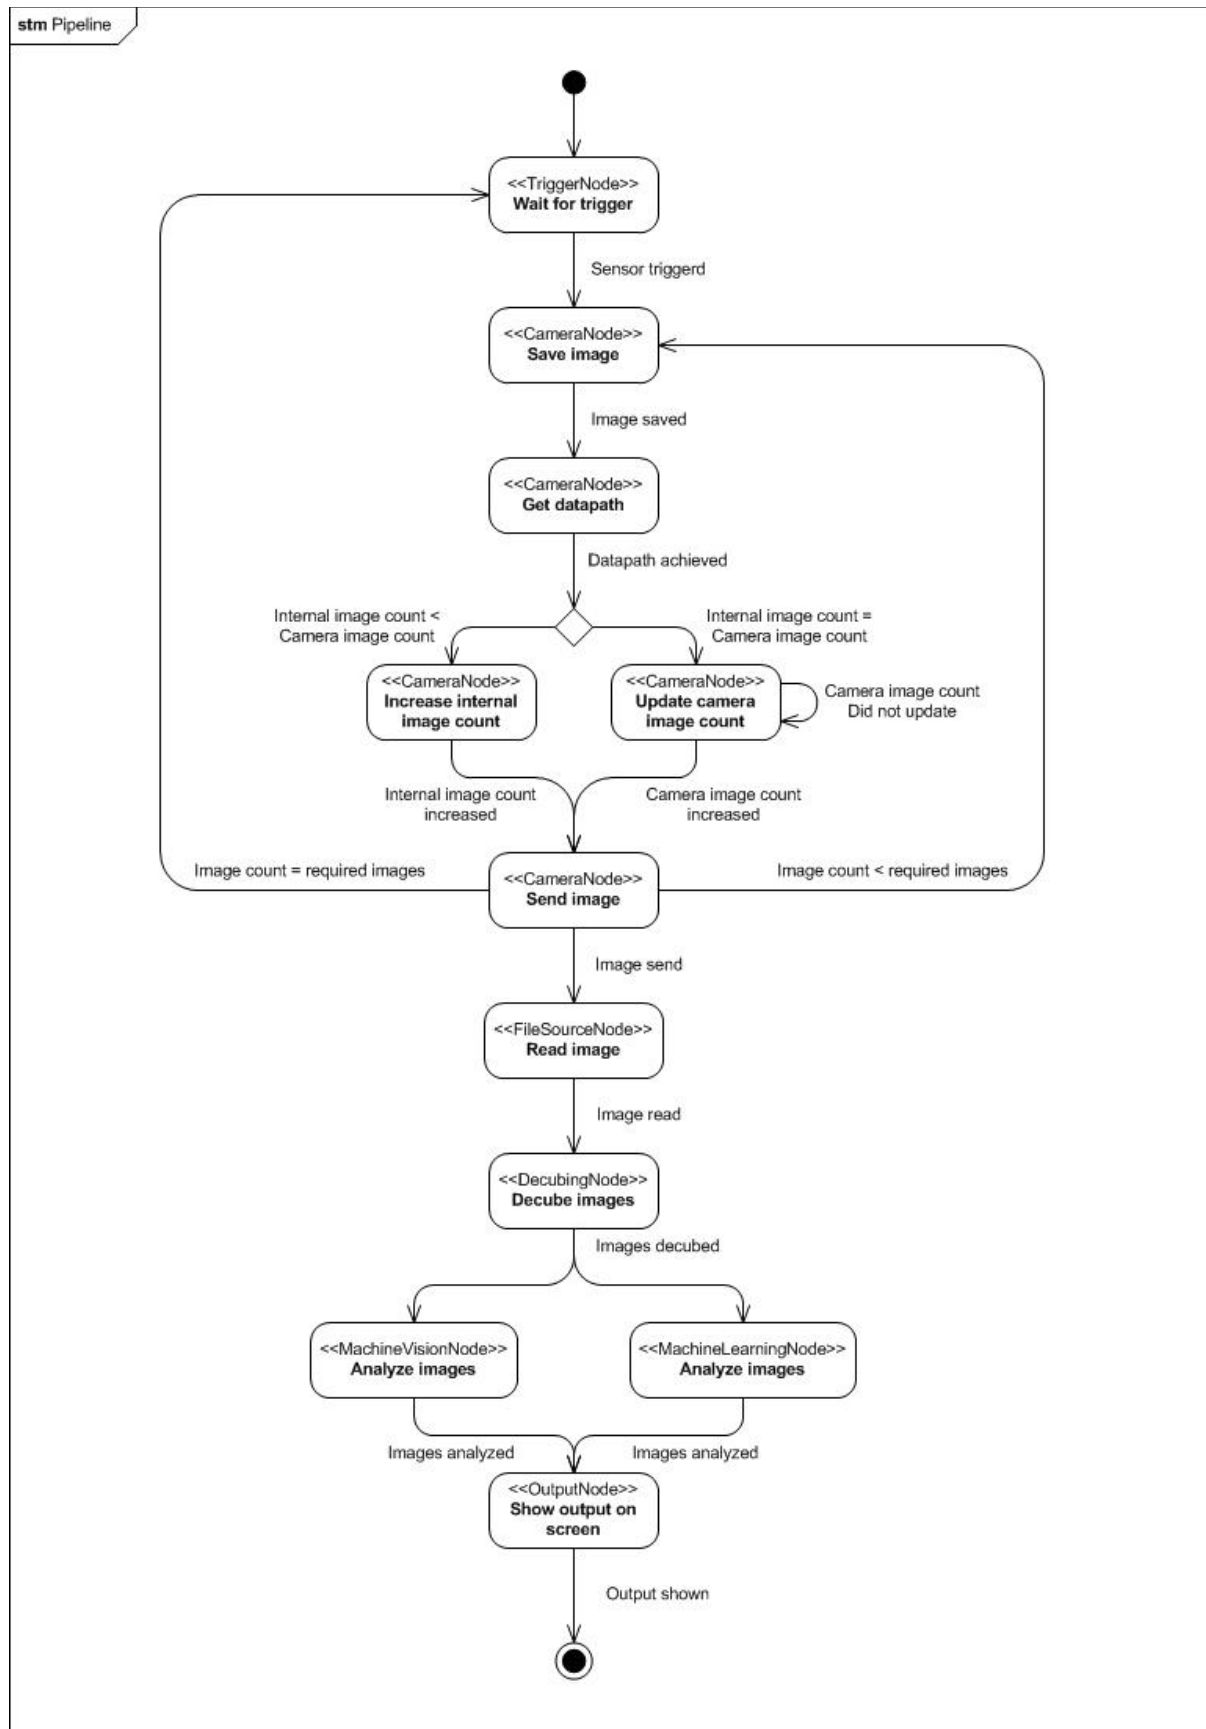 stm Pipeline
<<TriggerNode>>
Wait for trigger
Sensor triggerd
<<CameraNode>>
Save image
Image saved
<<CameraNode>>
Get datapath
Datapath achieved
Internal image count <
Camera image count
Internal image count =
Camera image count
<<CameraNode>>
Increase internal
image count
<<CameraNode>>
Update camera
image count
Camera image count
Did not update
Internal image count
increased
Camera image count
increased
Image count = required images
<<CameraNode>>
Send image
Image count < required images
Image send
<<FileSourceNode>>
Read image
Image read
<<DecubingNode>>
Decube images
Images decubed
<<MachineVisionNode>>
Analyze images
<<MachineLearningNode>>
Analyze images
Images analyzed
Images analyzed
<<OutputNode>>
Show output on
screen
Output shown